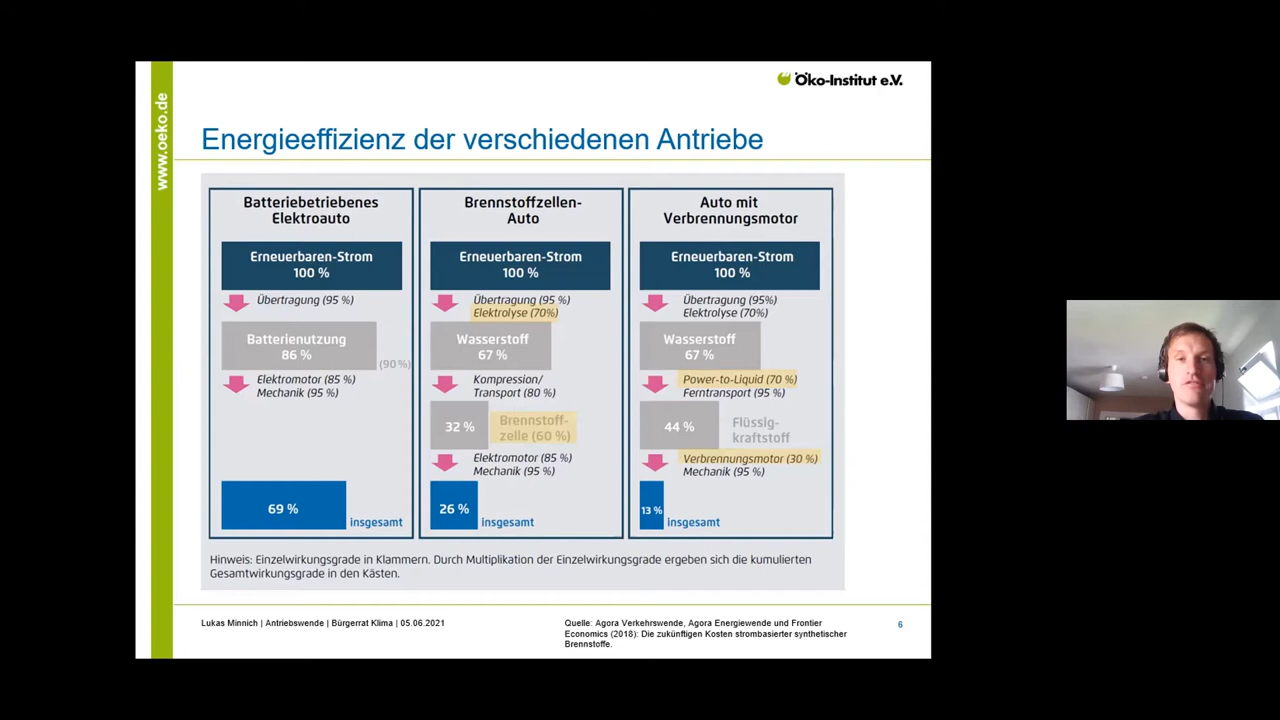 www.oeko.de
Öko-Institut e.V.
Energieeffizienz der verschiedenen Antriebe
Batteriebetriebenes
Elektroauto
Erneuerbaren-Strom
100 %
Übertragung (95 %)
Batterienutzung
86 %
(90 %)
Elektromotor (85 %)
Mechanik (95 %)
69 %
insgesamt
Brennstoffzellen-
Auto
Erneuerbaren-Strom
100 %
Übertragung (95 %)
Elektrolyse (70%)
Wasserstoff
67 %
Kompression/
Transport (80 %)
32 %
Brennstoff-
zelle (60 %)
Elektromotor (85 %)
Mechanik (95 %)
26 %
insgesamt
Auto mit
Verbrennungsmotor
Erneuerbaren-Strom
100 %
Übertragung (95%)
Elektrolyse (70%)
Wasserstoff
67 %
Power-to-Liquid (70 %)
Ferntransport (95 %)
44 %
Flüssig-
kraftstoff
Verbrennungsmotor (30 %)
Mechanik (95 %)
13 %
insgesamt
Hinweis: Einzelwirkungsgrade in Klammern. Durch Multiplikation der Einzelwirkungsgrade ergeben sich die kumulierten
Gesamtwirkungsgrade in den Kästen.
Lukas Minnich | Antriebswende | Bürgerrat Klima | 05.06.2021
Quelle: Agora Verkehrswende, Agora Energiewende und Frontier
Economics (2018): Die zukünftigen Kosten strombasierter synthetischer
Brennstoffe.
6